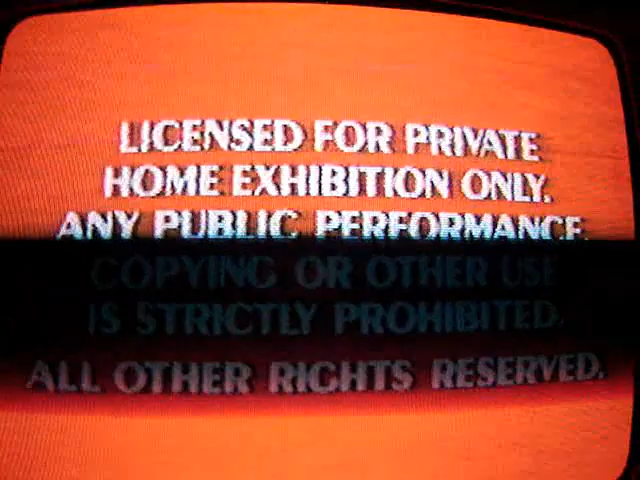 LICENSED FOR PRIVATE
HOME EXHIBITION ONLY.
ANY PUBLIC PERFORMANCE,
COPYING OR OTHER USE
IS STRICTLY PROHIBITED.
ALL OTHER RIGHTS RESERVED.